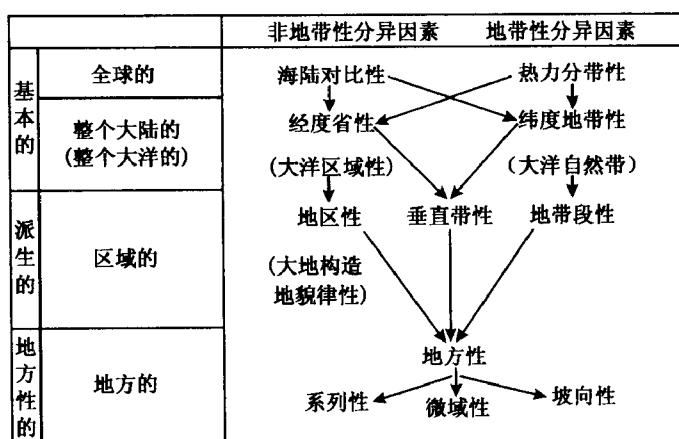 非地带性分异因素 地带性分异因素
基本的
全球的
海陆对比性 热力分带性
整个大陆的
(整个大洋的)
经度省性 纬度地带性
(大洋区域性) (大洋自然带)
派生的
区域的
地区性 垂直带性 地带段性
(大地构造
地貌律性)
地方性的
地方的
地方性
系列性 微域性 坡向性